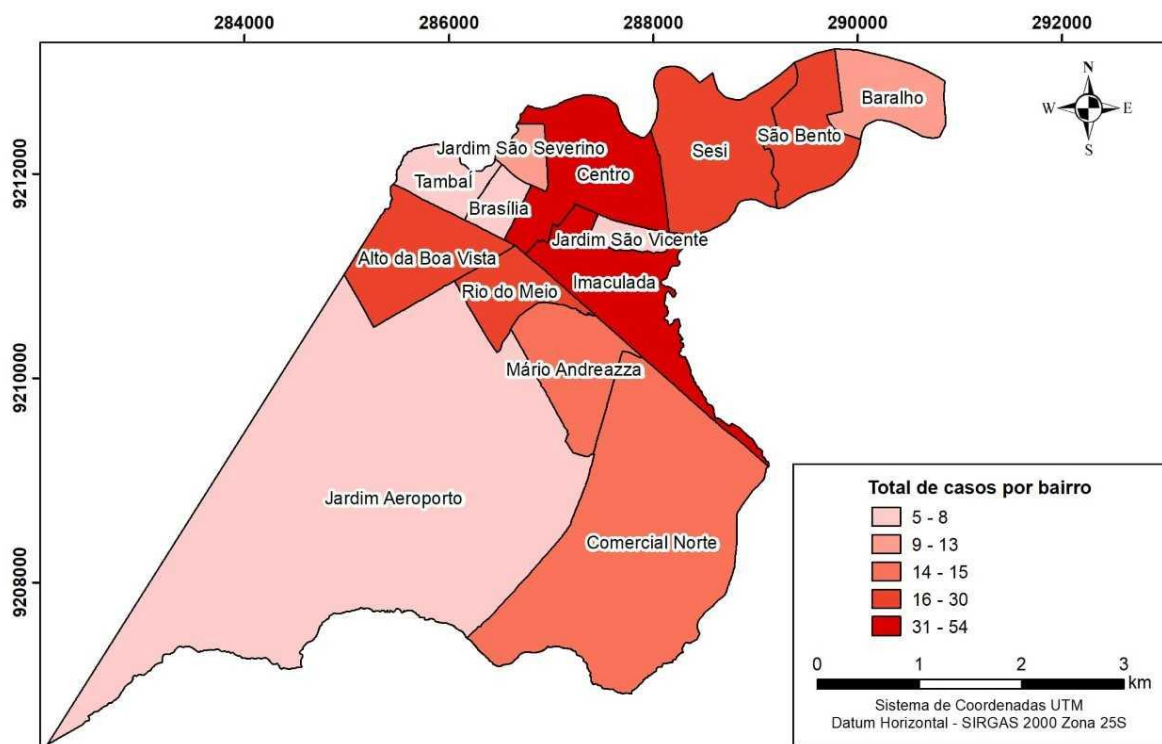 284000
286000
288000
290000
292000
N
W
E
S
9212000
9210000
9208000
Baralho
São Bento
Sesi
Jardim São Severino
Centro
Tambaí
Brasília
Jardim São Vicente
Alto da Boa Vista
Imaculada
Rio do Meio
Mário Andreazza
Jardim Aeroporto
Comercial Norte
Total de casos por bairro
5 - 8
9 - 13
14 - 15
16 - 30
31 - 54
0 1 2 3
km
Sistema de Coordenadas UTM
Datum Horizontal - SIRGAS 2000 Zona 25S